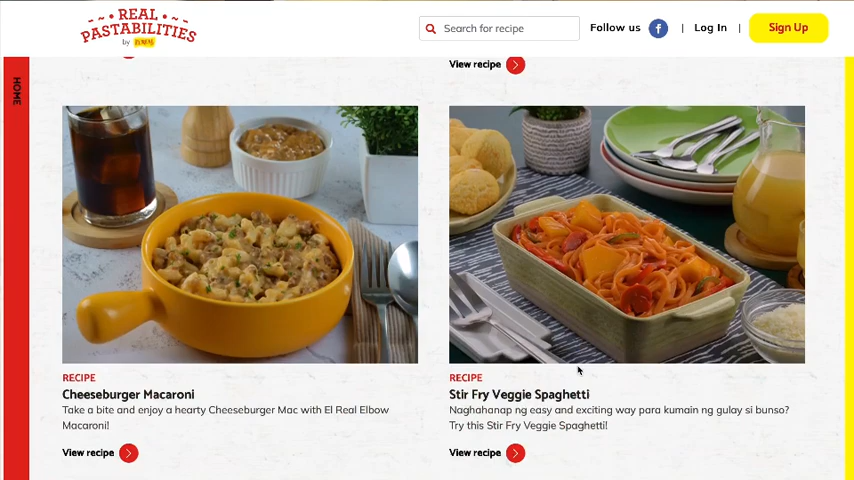 REAL
PASTABILITIES
by
Search for recipe
Follow us
|
Log In
|
Sign Up
HOME
View recipe
RECIPE
Cheeseburger Macaroni
Take a bite and enjoy a hearty Cheeseburger Mac with El Real Elbow
Macaroni!
View recipe
RECIPE
Stir Fry Veggie Spaghetti
Naghahanap ng easy and exciting way para kumain ng gulay si bunso?
Try this Stir Fry Veggie Spaghetti!
View recipe